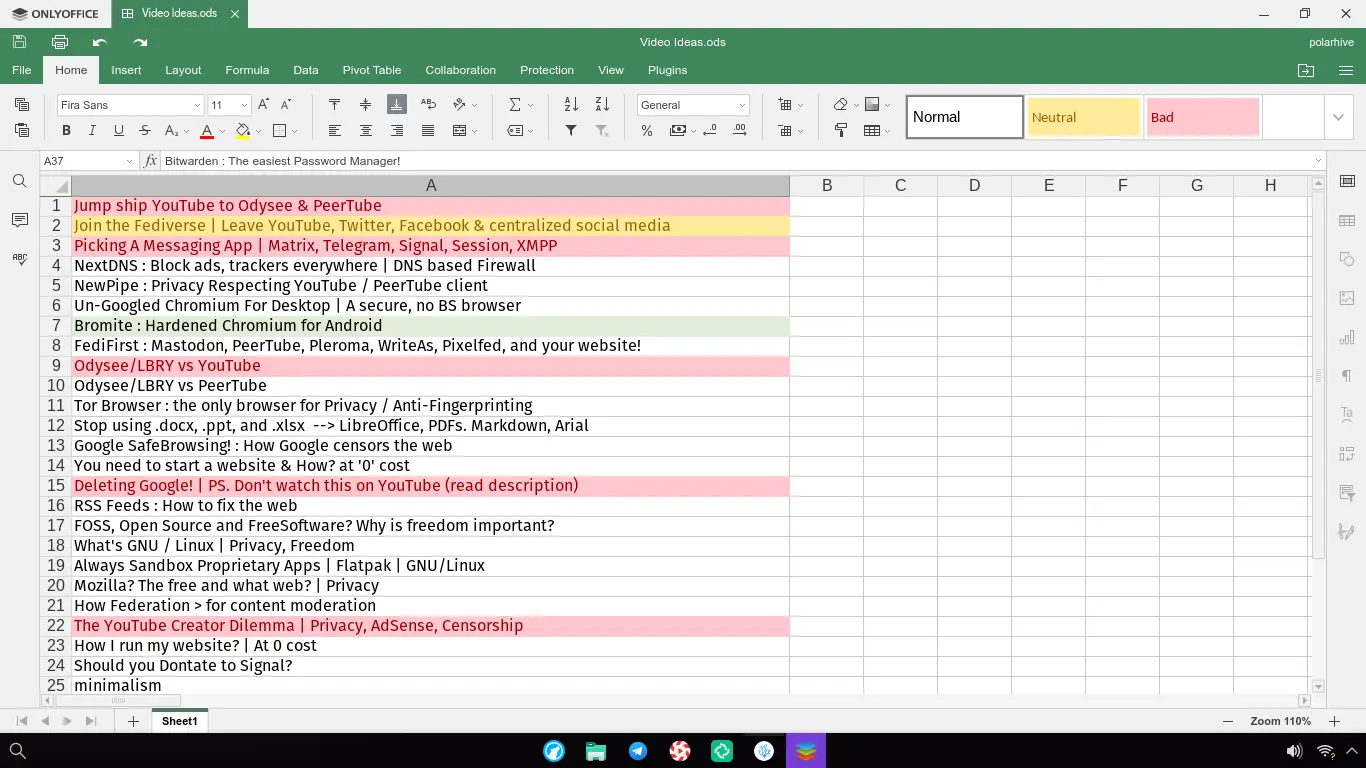 ONLYOFFICE
Video Ideas.ods
Video Ideas.ods
polarhive
File Home Insert Layout Formula Data Pivot Table Collaboration Protection View Plugins
Fira Sans 11 General Normal Neutral Bad
A37 fx Bitwarden : The easiest Password Manager!
A B C D E F G H
1 Jump ship YouTube to Odysee & PeerTube
2 Join the Fediverse | Leave YouTube, Twitter, Facebook & centralized social media
3 Picking A Messaging App | Matrix, Telegram, Signal, Session, XMPP
4 NextDNS : Block ads, trackers everywhere | DNS based Firewall
5 NewPipe : Privacy Respecting YouTube / PeerTube client
6 Un-Googled Chromium For Desktop | A secure, no BS browser
7 Bromite : Hardened Chromium for Android
8 FediFirst : Mastodon, PeerTube, Pleroma, WriteAs, Pixelfed, and your website!
9 Odysee/LBRY vs YouTube
10 Odysee/LBRY vs PeerTube
11 Tor Browser : the only browser for Privacy / Anti-Fingerprinting
12 Stop using .docx, .ppt, and .xlsx --> LibreOffice, PDFs. Markdown, Arial
13 Google SafeBrowsing! : How Google censors the web
14 You need to start a website & How? at '0' cost
15 Deleting Google! | PS. Don't watch this on YouTube (read description)
16 RSS Feeds : How to fix the web
17 FOSS, Open Source and FreeSoftware? Why is freedom important?
18 What's GNU / Linux | Privacy, Freedom
19 Always Sandbox Proprietary Apps | Flatpak | GNU/Linux
20 Mozilla? The free and what web? | Privacy
21 How Federation > for content moderation
22 The YouTube Creator Dilemma | Privacy, AdSense, Censorship
23 How I run my website? | At 0 cost
24 Should you Dontate to Signal?
25 minimalism
Sheet1
Zoom 110%